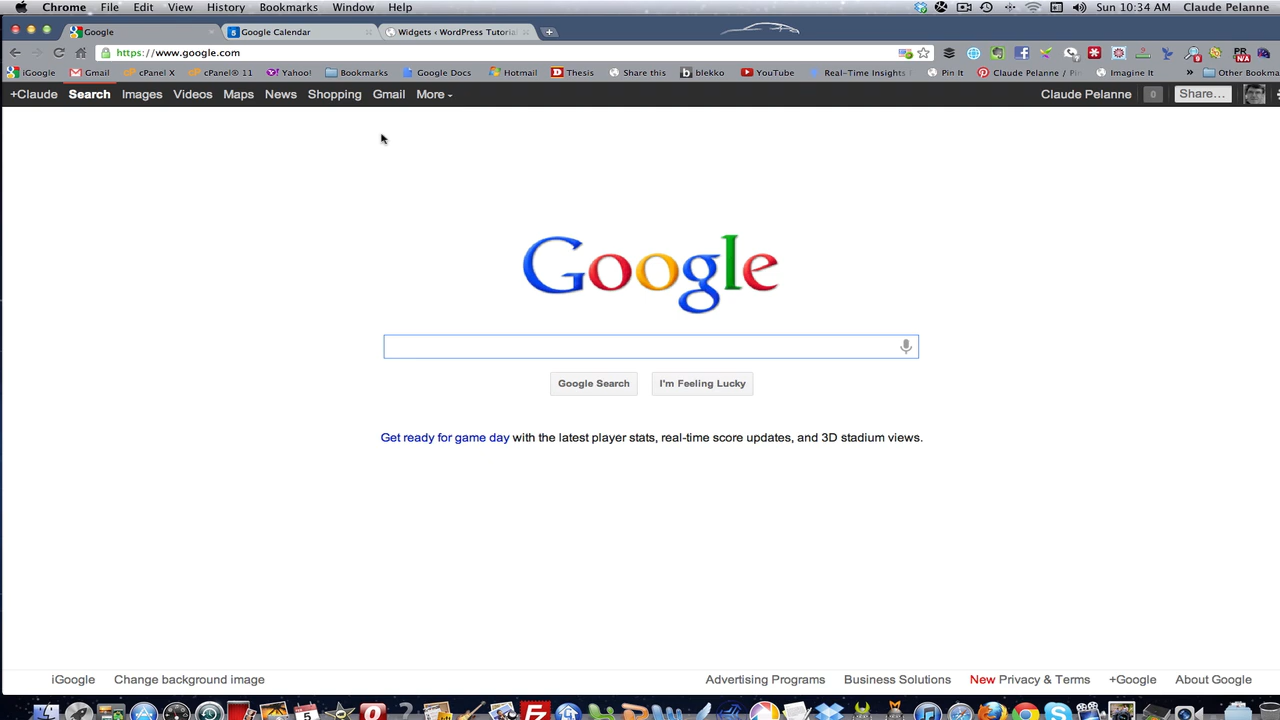 Chrome File Edit View History Bookmarks Window Help Sun 10:34 AM Claude Pelanne
Google Google Calendar Widgets ‹ WordPress Tutorial
https://www.google.com
iGoogle Gmail cPanel X cPanel® 11 Yahoo! Bookmarks Google Docs Hotmail Thesis Share this blekko YouTube Real-Time Insights Pin It Claude Pelanne / Pin Imagine It » Other Bookma
+Claude Search Images Videos Maps News Shopping Gmail More Claude Pelanne 0 Share...
Google
Google Search I'm Feeling Lucky
Get ready for game day with the latest player stats, real-time score updates, and 3D stadium views.
iGoogle Change background image Advertising Programs Business Solutions New Privacy & Terms +Google About Google